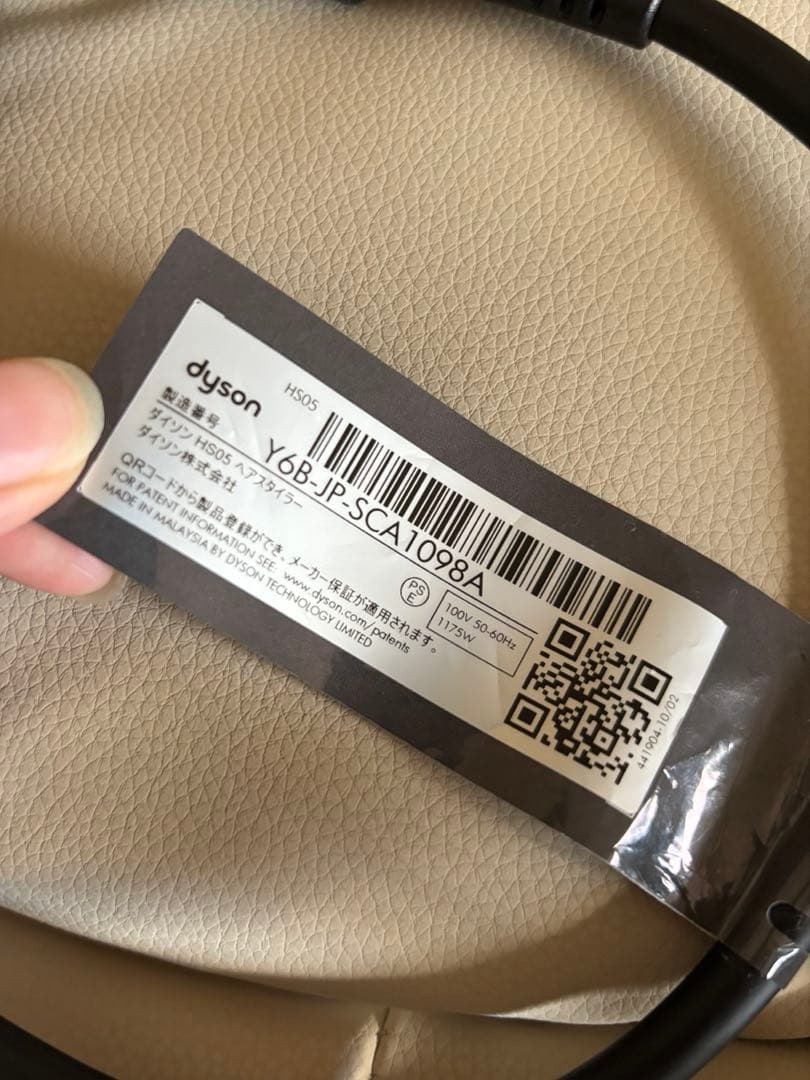 dyson HS05
製造番号 Y6B-JP-SCA1098A
ダイソン HS05 ヘアスタイラー
ダイソン株式会社
QRコードから製品登録ができ、メーカー保証が適用されます。
FOR PATENT INFORMATION SEE: www.dyson.com/patents
MADE IN MALAYSIA BY DYSON TECHNOLOGY LIMITED
PS
E
100V 50-60Hz
1175W
441904-10/02